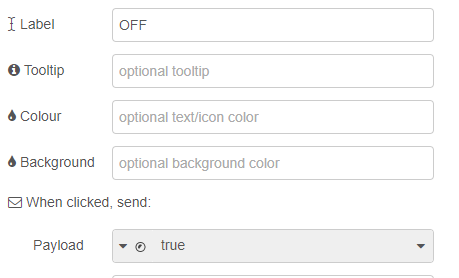 Label OFF
Tooltip optional tooltip
Colour optional text/icon color
Background optional background color
When clicked, send:
Payload true